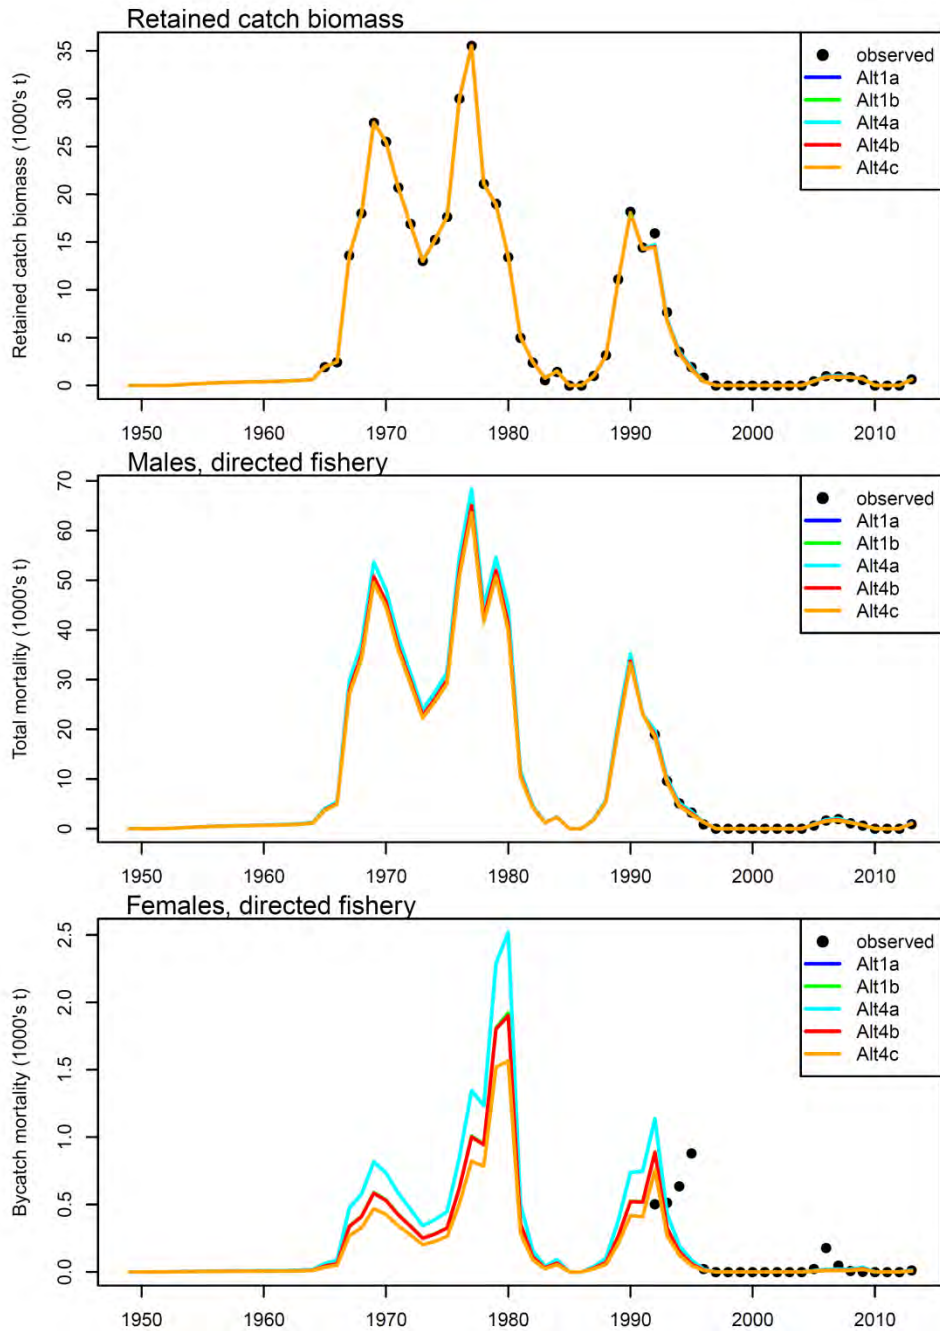 Retained catch biomass
Retained catch biomass (1000's t)
35
30
25
20
15
10
5
0
observed
Alt1a
Alt1b
Alt4a
Alt4b
Alt4c
1950 1960 1970 1980 1990 2000 2010
Males, directed fishery
Total mortality (1000's t)
70
60
50
40
30
20
10
0
observed
Alt1a
Alt1b
Alt4a
Alt4b
Alt4c
1950 1960 1970 1980 1990 2000 2010
Females, directed fishery
Bycatch mortality (1000's t)
2.5
2.0
1.5
1.0
0.5
0.0
observed
Alt1a
Alt1b
Alt4a
Alt4b
Alt4c
1950 1960 1970 1980 1990 2000 2010